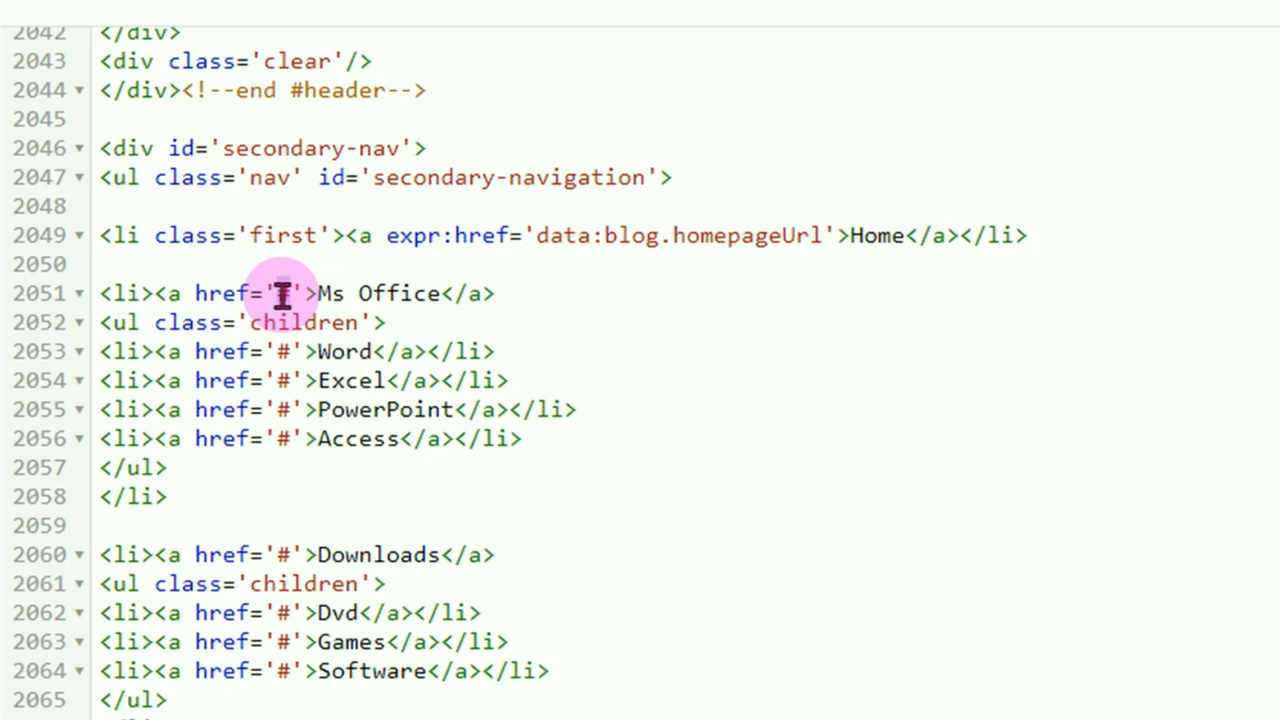 2042 </div>
2043 <div class='clear'/>
2044 </div><!--end #header-->
2045
2046 <div id='secondary-nav'>
2047 <ul class='nav' id='secondary-navigation'>
2048
2049 <li class='first'><a expr:href='data:blog.homepageUrl'>Home</a></li>
2050
2051 <li><a href='#'>Ms Office</a>
2052 <ul class='children'>
2053 <li><a href='#'>Word</a></li>
2054 <li><a href='#'>Excel</a></li>
2055 <li><a href='#'>PowerPoint</a></li>
2056 <li><a href='#'>Access</a></li>
2057 </ul>
2058 </li>
2059
2060 <li><a href='#'>Downloads</a>
2061 <ul class='children'>
2062 <li><a href='#'>Dvd</a></li>
2063 <li><a href='#'>Games</a></li>
2064 <li><a href='#'>Software</a></li>
2065 </ul>